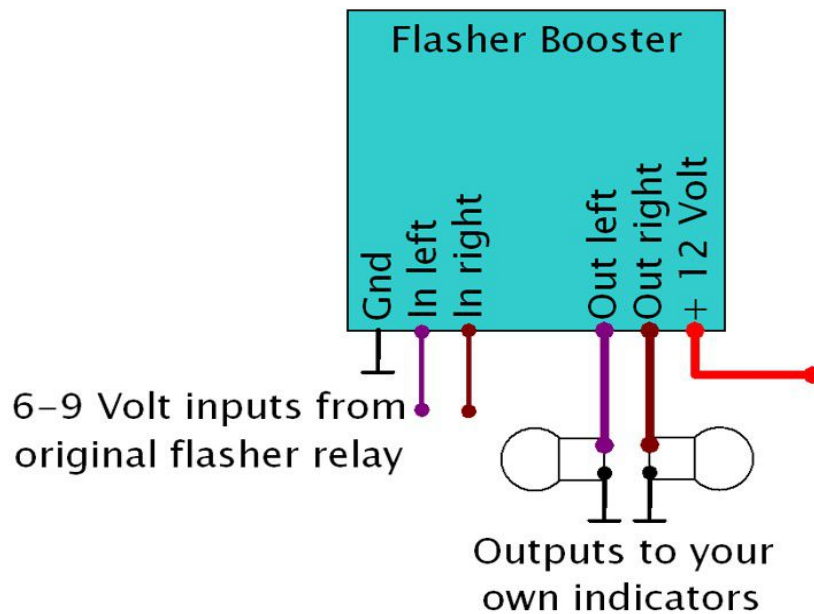 Flasher Booster
Gnd
In left
In right
Out left
Out right
+ 12 Volt
6-9 Volt inputs from
original flasher relay
Outputs to your
own indicators